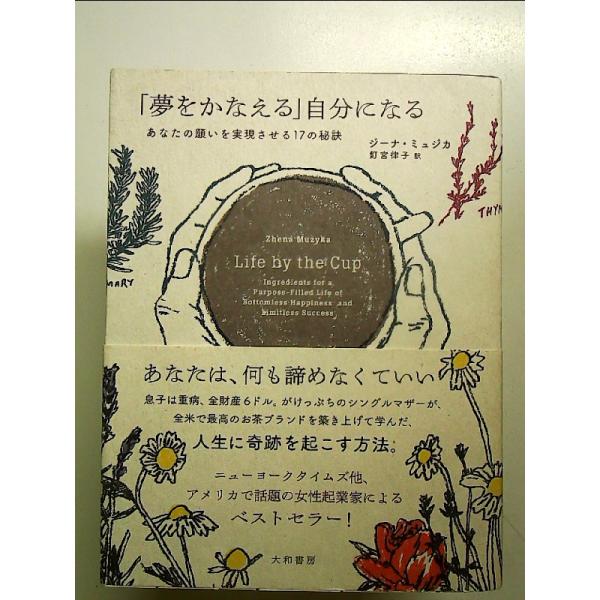 「夢をかなえる」自分になる
あなたの願いを実現させる17の秘訣
ジーナ・ミュジカ
釘宮律子 訳
THYM
MARY
Zhena Muzyka
Life by the Cup
Ingredients for a
Purpose-Filled Life of
Bottomless Happiness and
Limitless Success
あなたは、何も諦めなくていい
息子は重病、全財産6ドル。がけっぷちのシングルマザーが、
全米で最高のお茶ブランドを築き上げて学んだ、
人生に奇跡を起こす方法。
ニューヨークタイムズ他、
アメリカで話題の女性起業家による
ベストセラー!
大和書房